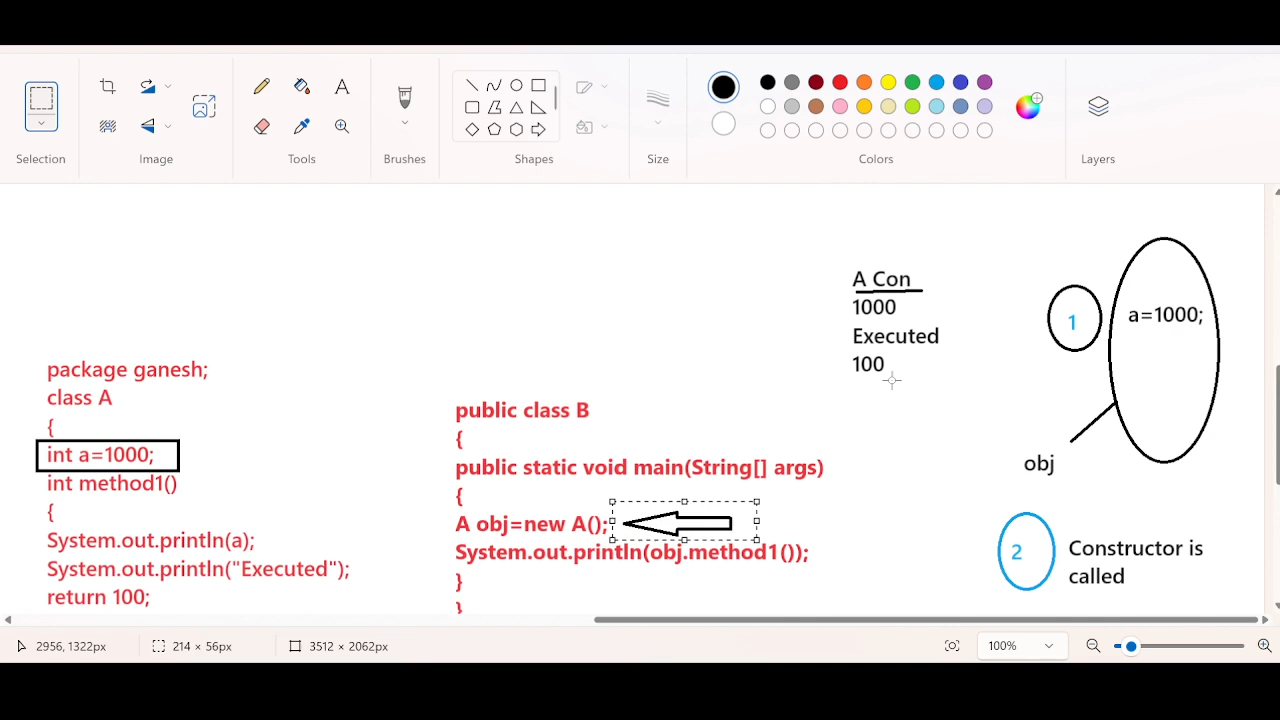 Selection
Image
Tools
Brushes
Shapes
Size
Colors
Layers
A
package ganesh;
class A
{
int a=1000;
int method1()
{
System.out.println(a);
System.out.println("Executed");
return 100;
public class B
{
public static void main(String[] args)
{
A obj=new A();
System.out.println(obj.method1());
}
}
A Con
1000
Executed
100
1
a=1000;
obj
2
Constructor is
called
2956, 1322px
214 × 56px
3512 × 2062px
100%